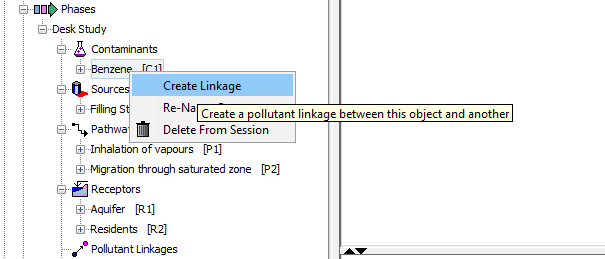 Phases
Desk Study
Contaminants
Benzene [C1]
Create Linkage
Sources
Re-Name
Create a pollutant linkage between this object and another
Filling St
Delete From Session
Pathw
Inhalation of vapours [P1]
Migration through saturated zone [P2]
Receptors
Aquifer [R1]
Residents [R2]
Pollutant Linkages